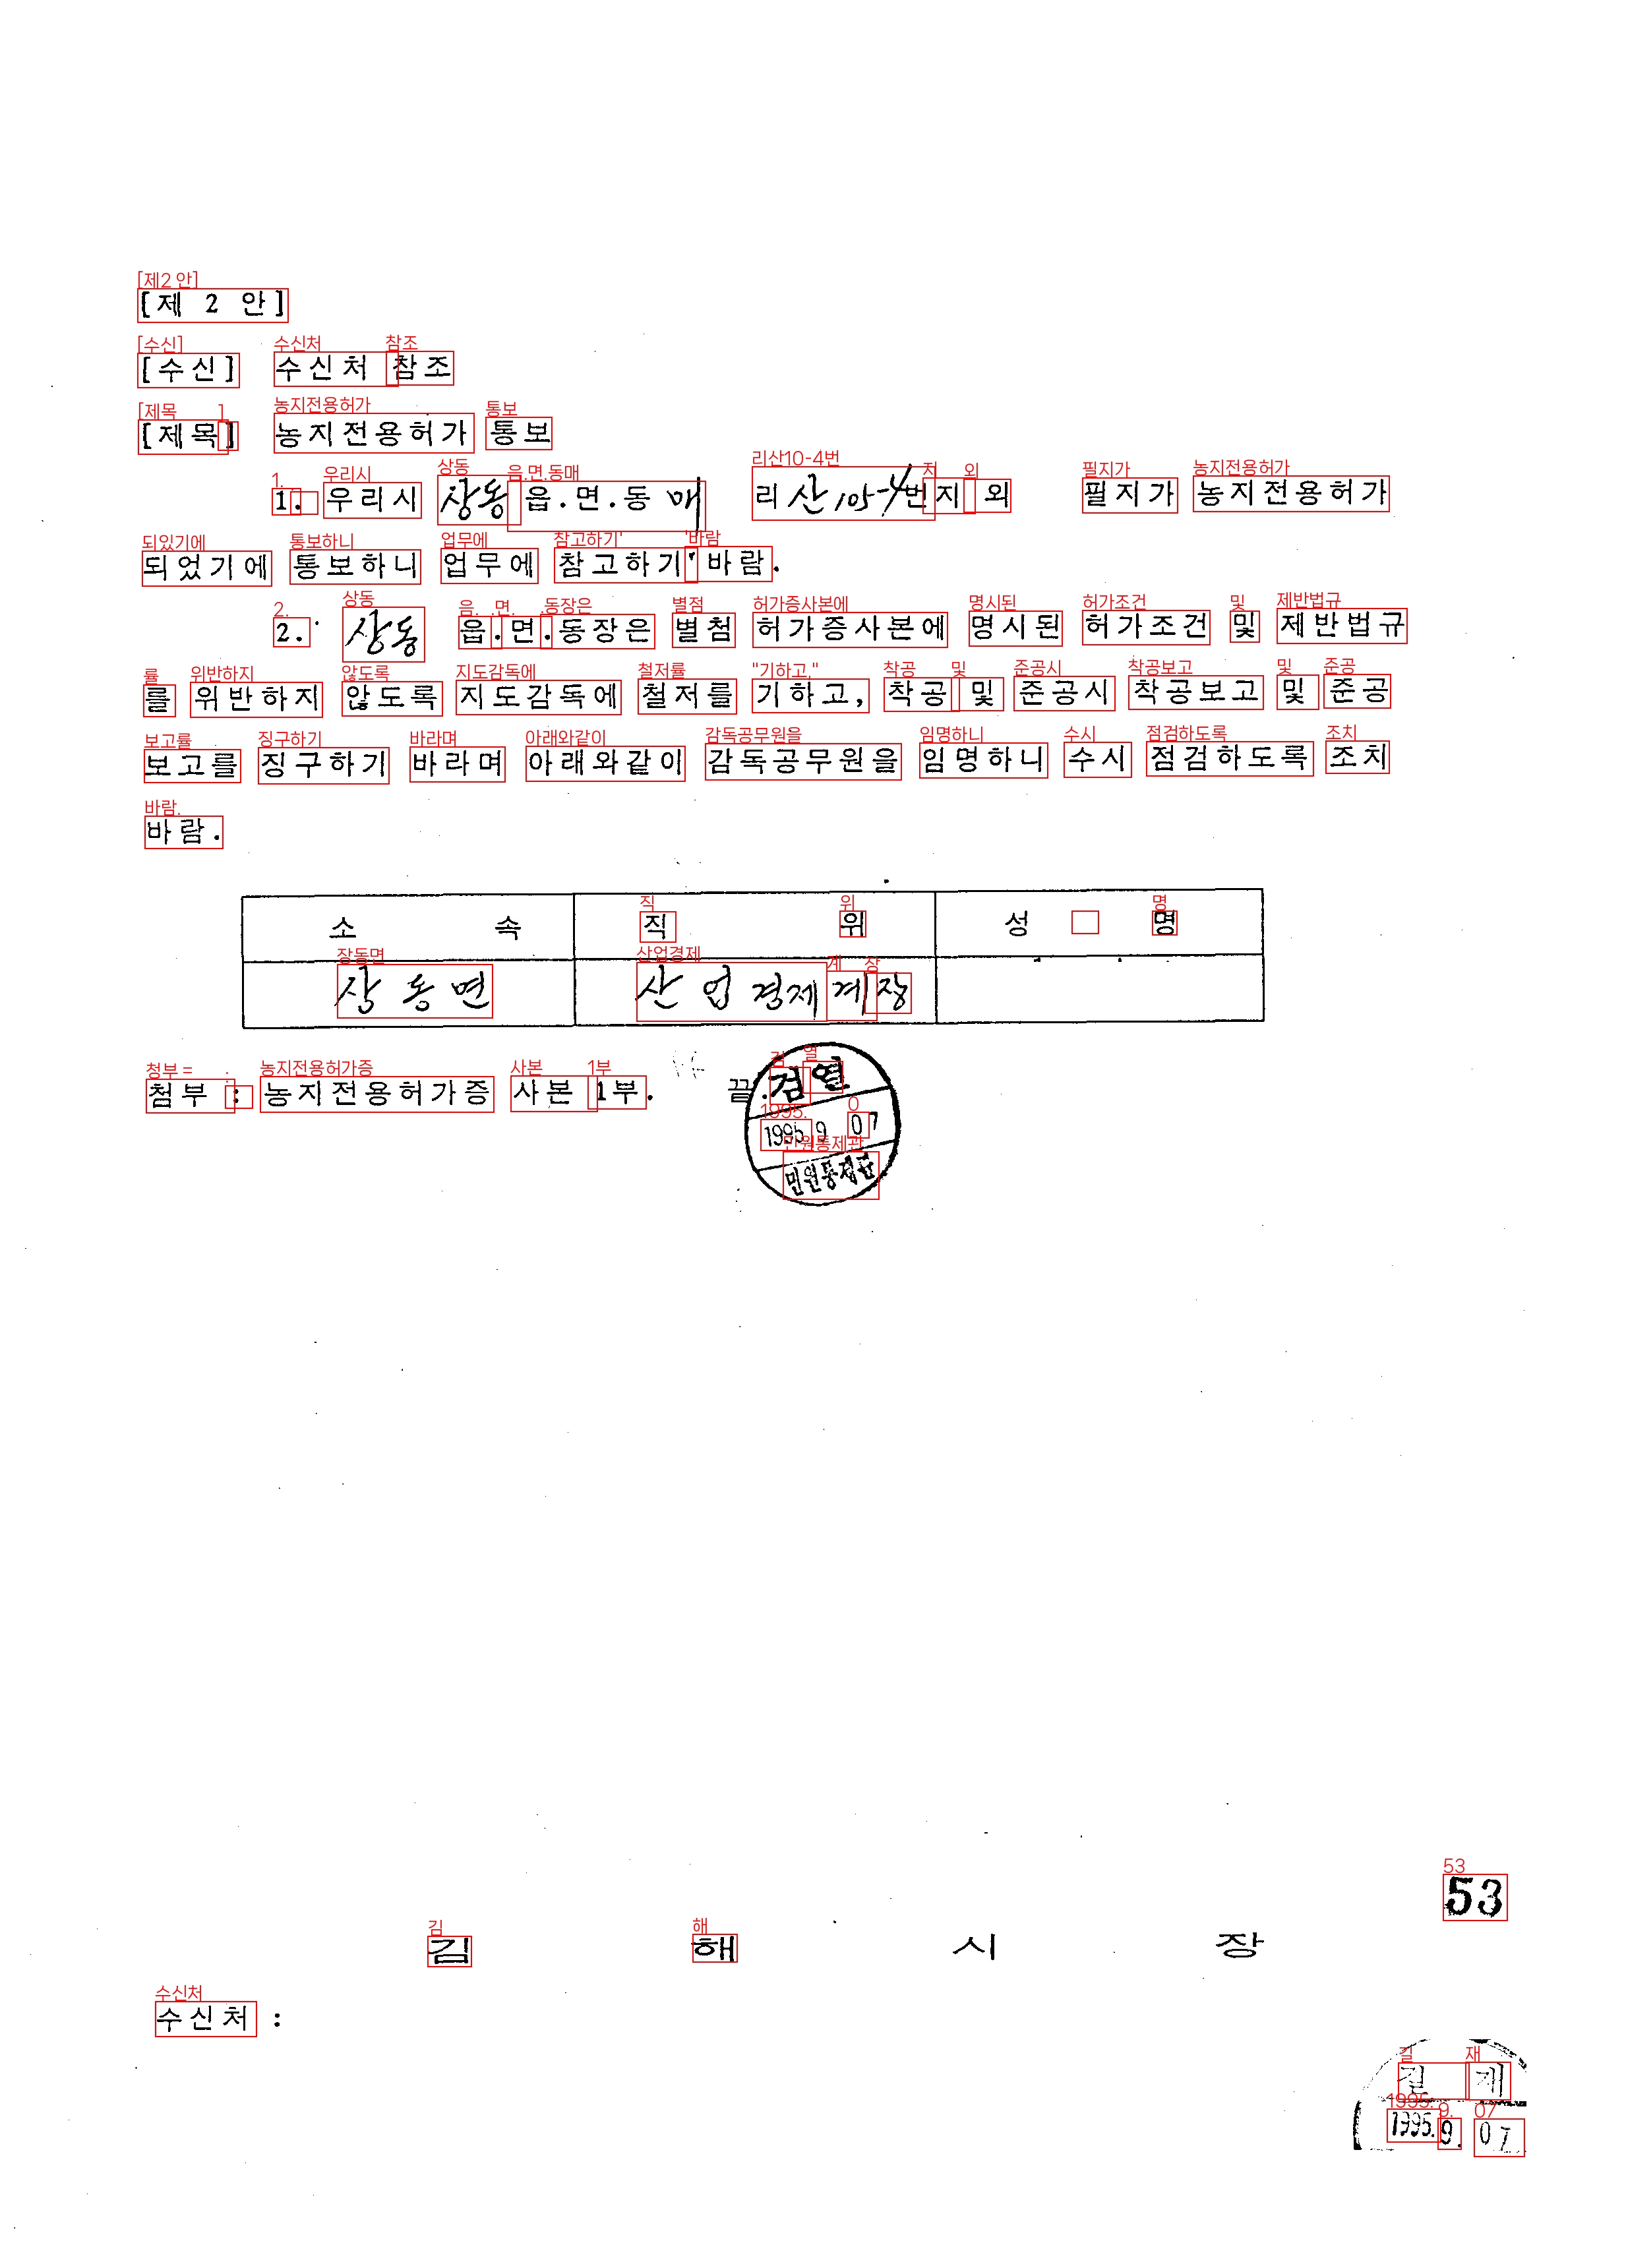 [제 2 안]
[수신] 수신처 참조
[제목] 농지전용허가 통보
1. 우리시 상동 읍.면.동 매 리 산 105-4번지 외 필지가 농지전용허가
되었기에 통보하니 업무에 참고하기 바람.
2. 상동 읍.면.동장은 별첨 허가증사본에 명시된 허가조건 및 제반법규
를 위반하지 않도록 지도감독에 철저를 기하고, 착공 및 준공시 착공보고 및 준공
보고를 징구하기 바라며 아래와같이 감독공무원을 임명하니 수시 점검하도록 조치
바람.
소 속 직 위 성 명
상동면 산업경제계장
첨부 : 농지전용허가증 사본 1부. 끝.
검열
1995. 9. 07
민원통제관
53
김 해 시 장
수신처 :
결 재
1995. 9. 07